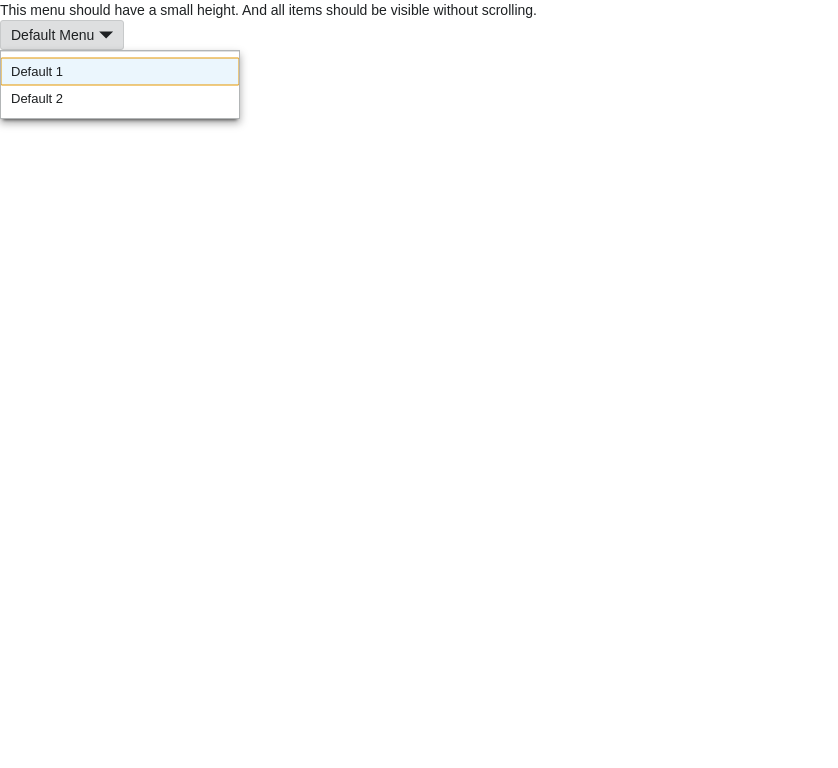 This menu should have a small height. And all items should be visible without scrolling.
Default Menu
Default 1
Default 2